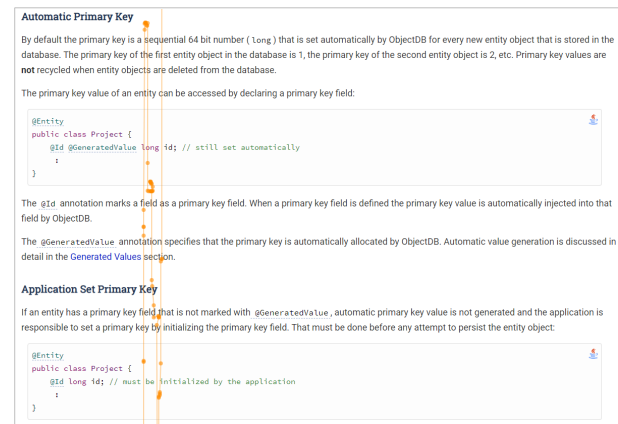 Automatic Primary Key
By default the primary key is a sequential 64 bit number ( long ) that is set automatically by ObjectDB for every new entity object that is stored in the
database. The primary key of the first entity object in the database is 1, the primary key of the second entity object is 2, etc. Primary key values are
not recycled when entity objects are deleted from the database.
The primary key value of an entity can be accessed by declaring a primary key field:
@Entity
public class Project {
    @Id @GeneratedValue long id; // still set automatically
     :
}
The @Id annotation marks a field as a primary key field. When a primary key field is defined the primary key value is automatically injected into that
field by ObjectDB.
The @GeneratedValue annotation specifies that the primary key is automatically allocated by ObjectDB. Automatic value generation is discussed in
detail in the Generated Values section.
Application Set Primary Key
If an entity has a primary key field that is not marked with @GeneratedValue , automatic primary key value is not generated and the application is
responsible to set a primary key by initializing the primary key field. That must be done before any attempt to persist the entity object:
@Entity
public class Project {
    @Id long id; // must be initialized by the application
     :
}